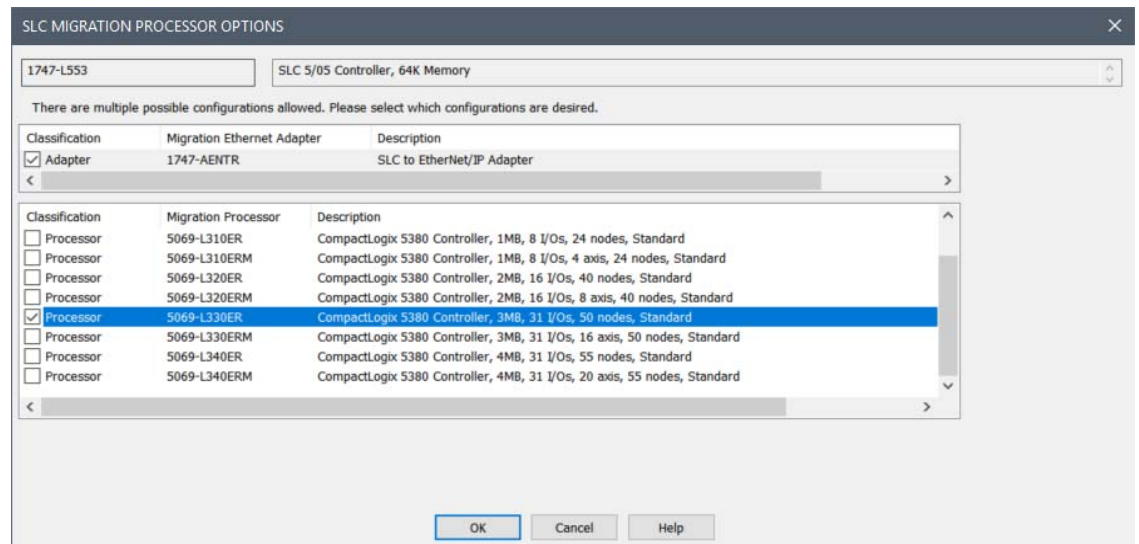 SLC MIGRATION PROCESSOR OPTIONS
1747-L553 SLC 5/05 Controller, 64K Memory
There are multiple possible configurations allowed. Please select which configurations are desired.
Classification Migration Ethernet Adapter Description
Adapter 1747-AENTR SLC to EtherNet/IP Adapter
Classification Migration Processor Description
Processor 5069-L310ER CompactLogix 5380 Controller, 1MB, 8 I/Os, 24 nodes, Standard
Processor 5069-L310ERM CompactLogix 5380 Controller, 1MB, 8 I/Os, 4 axis, 24 nodes, Standard
Processor 5069-L320ER CompactLogix 5380 Controller, 2MB, 16 I/Os, 40 nodes, Standard
Processor 5069-L320ERM CompactLogix 5380 Controller, 2MB, 16 I/Os, 8 axis, 40 nodes, Standard
Processor 5069-L330ER CompactLogix 5380 Controller, 3MB, 31 I/Os, 50 nodes, Standard
Processor 5069-L330ERM CompactLogix 5380 Controller, 3MB, 31 I/Os, 16 axis, 50 nodes, Standard
Processor 5069-L340ER CompactLogix 5380 Controller, 4MB, 31 I/Os, 55 nodes, Standard
Processor 5069-L340ERM CompactLogix 5380 Controller, 4MB, 31 I/Os, 20 axis, 55 nodes, Standard
OK Cancel Help